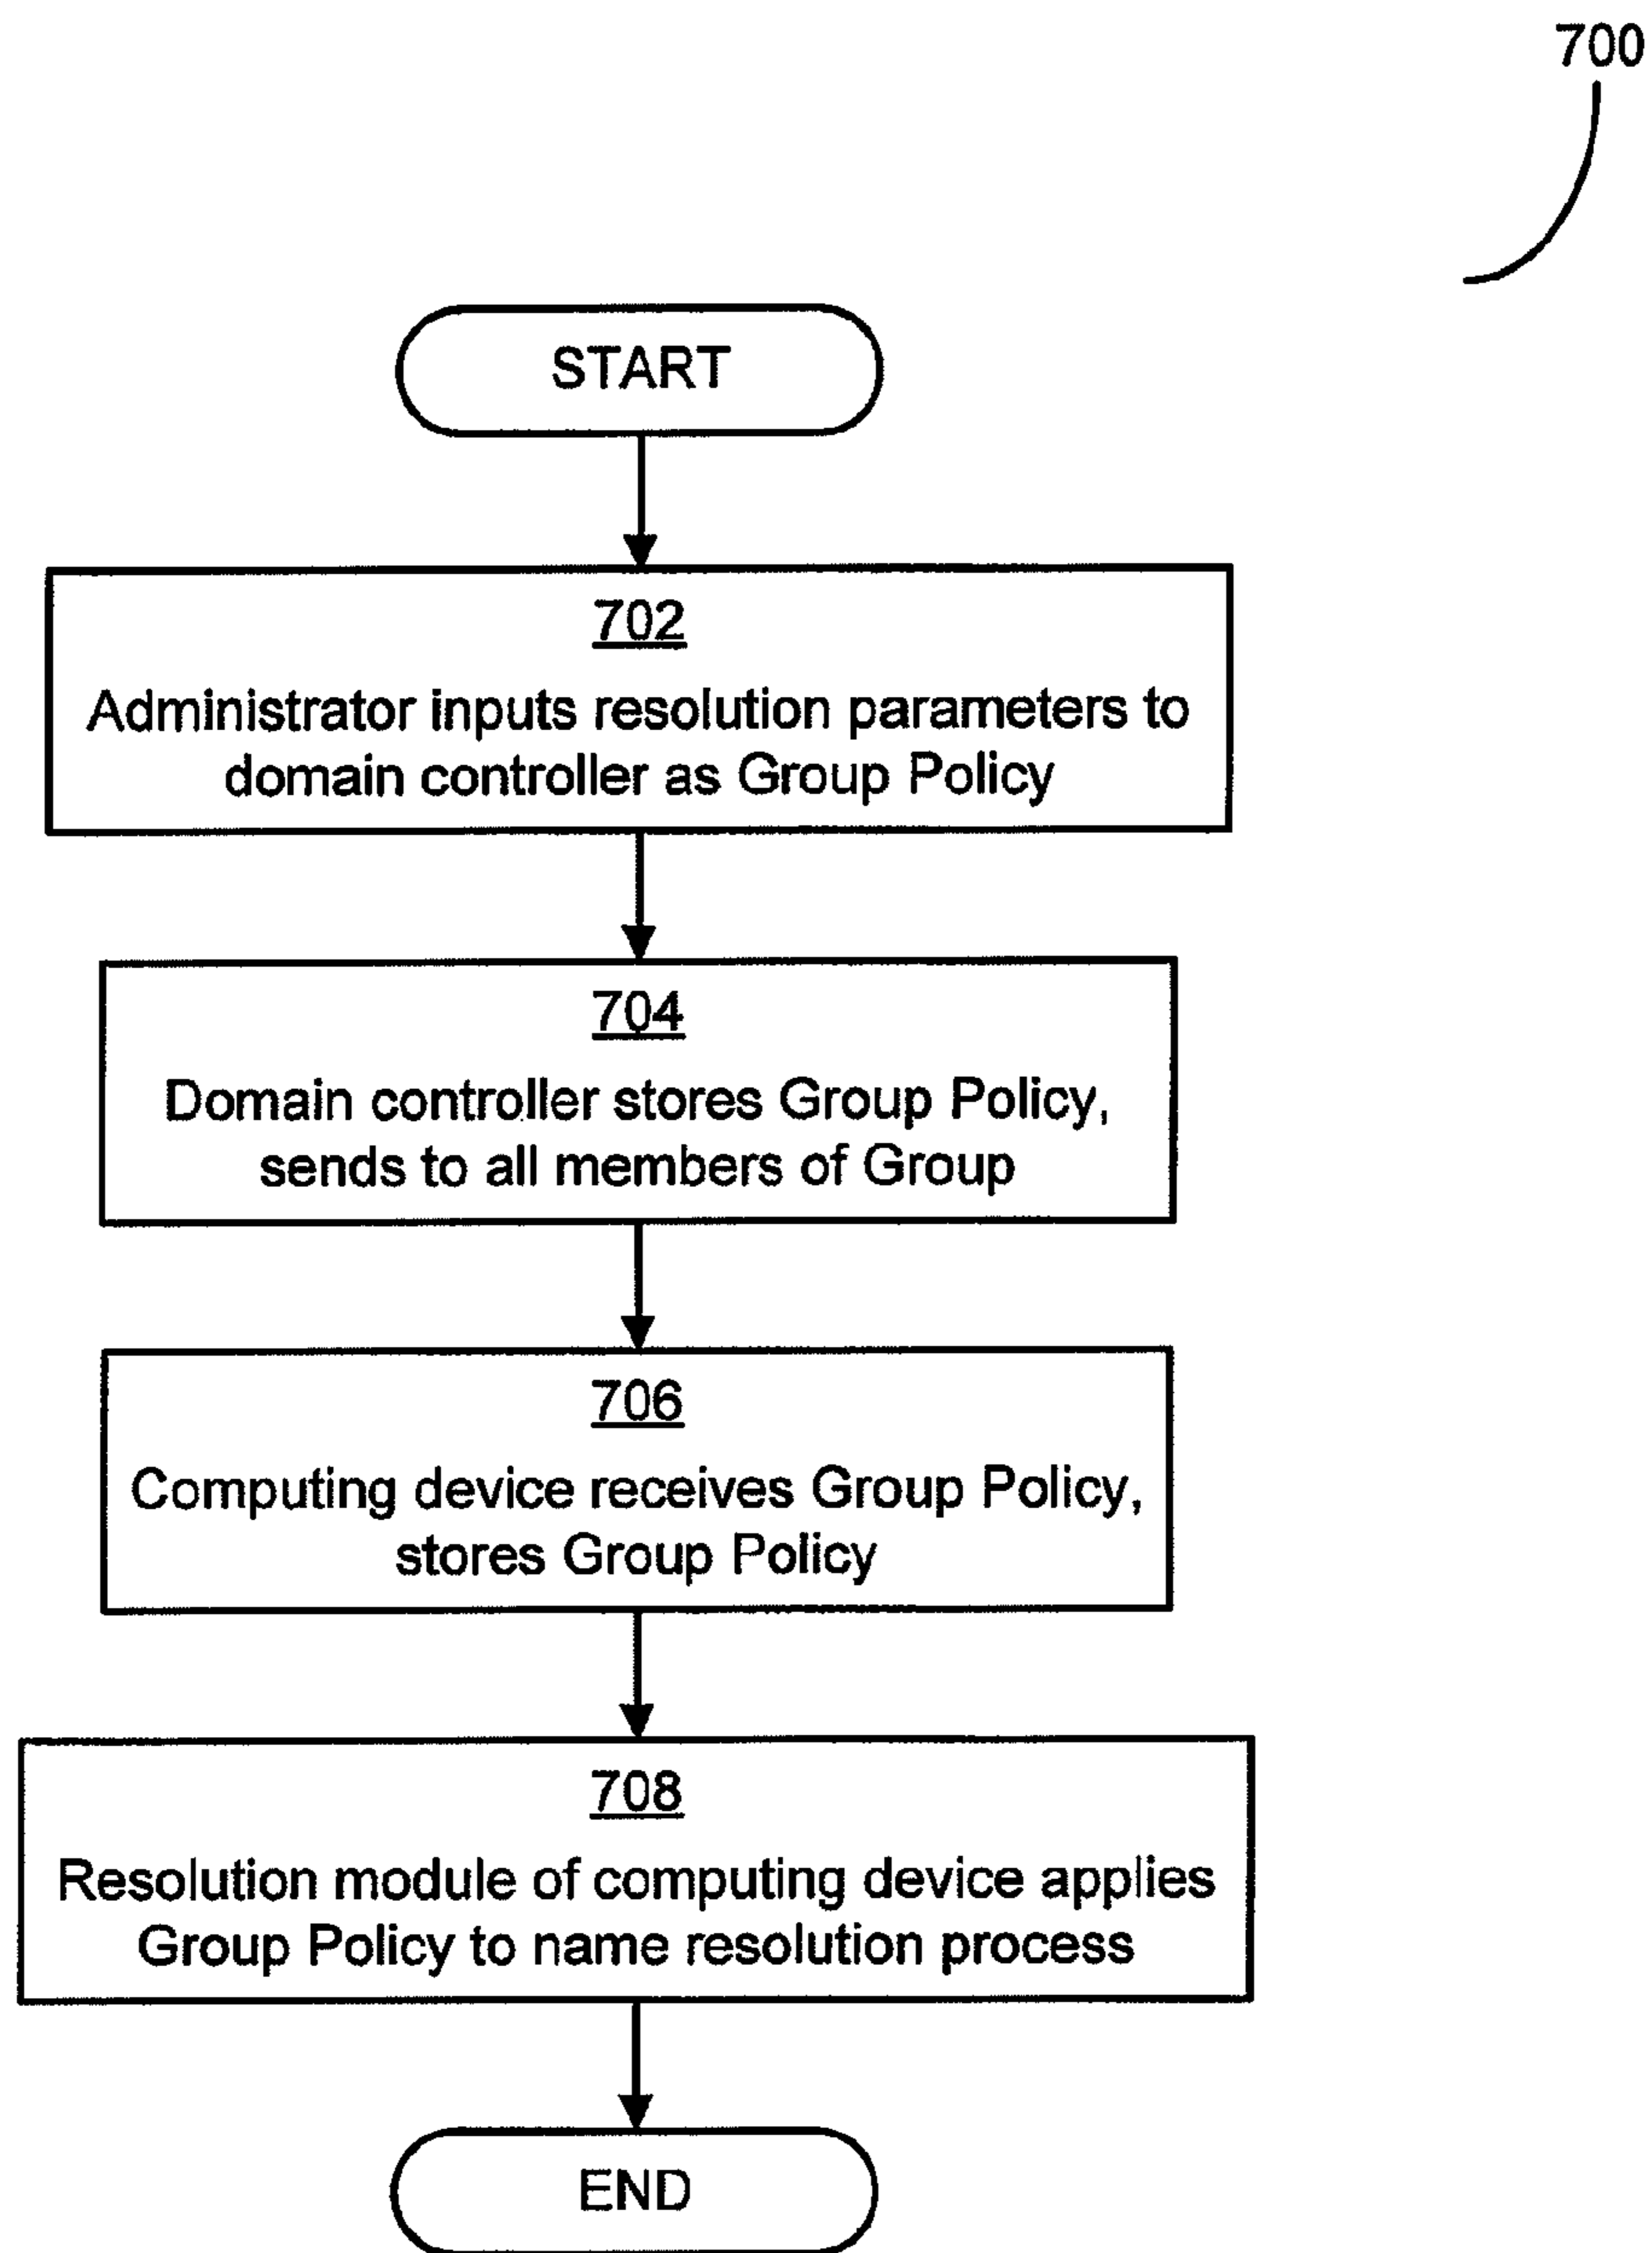 700
START
702
Administrator inputs resolution parameters to
domain controller as Group Policy
704
Domain controller stores Group Policy,
sends to all members of Group
706
Computing device receives Group Policy,
stores Group Policy
708
Resolution module of computing device applies
Group Policy to name resolution process
END